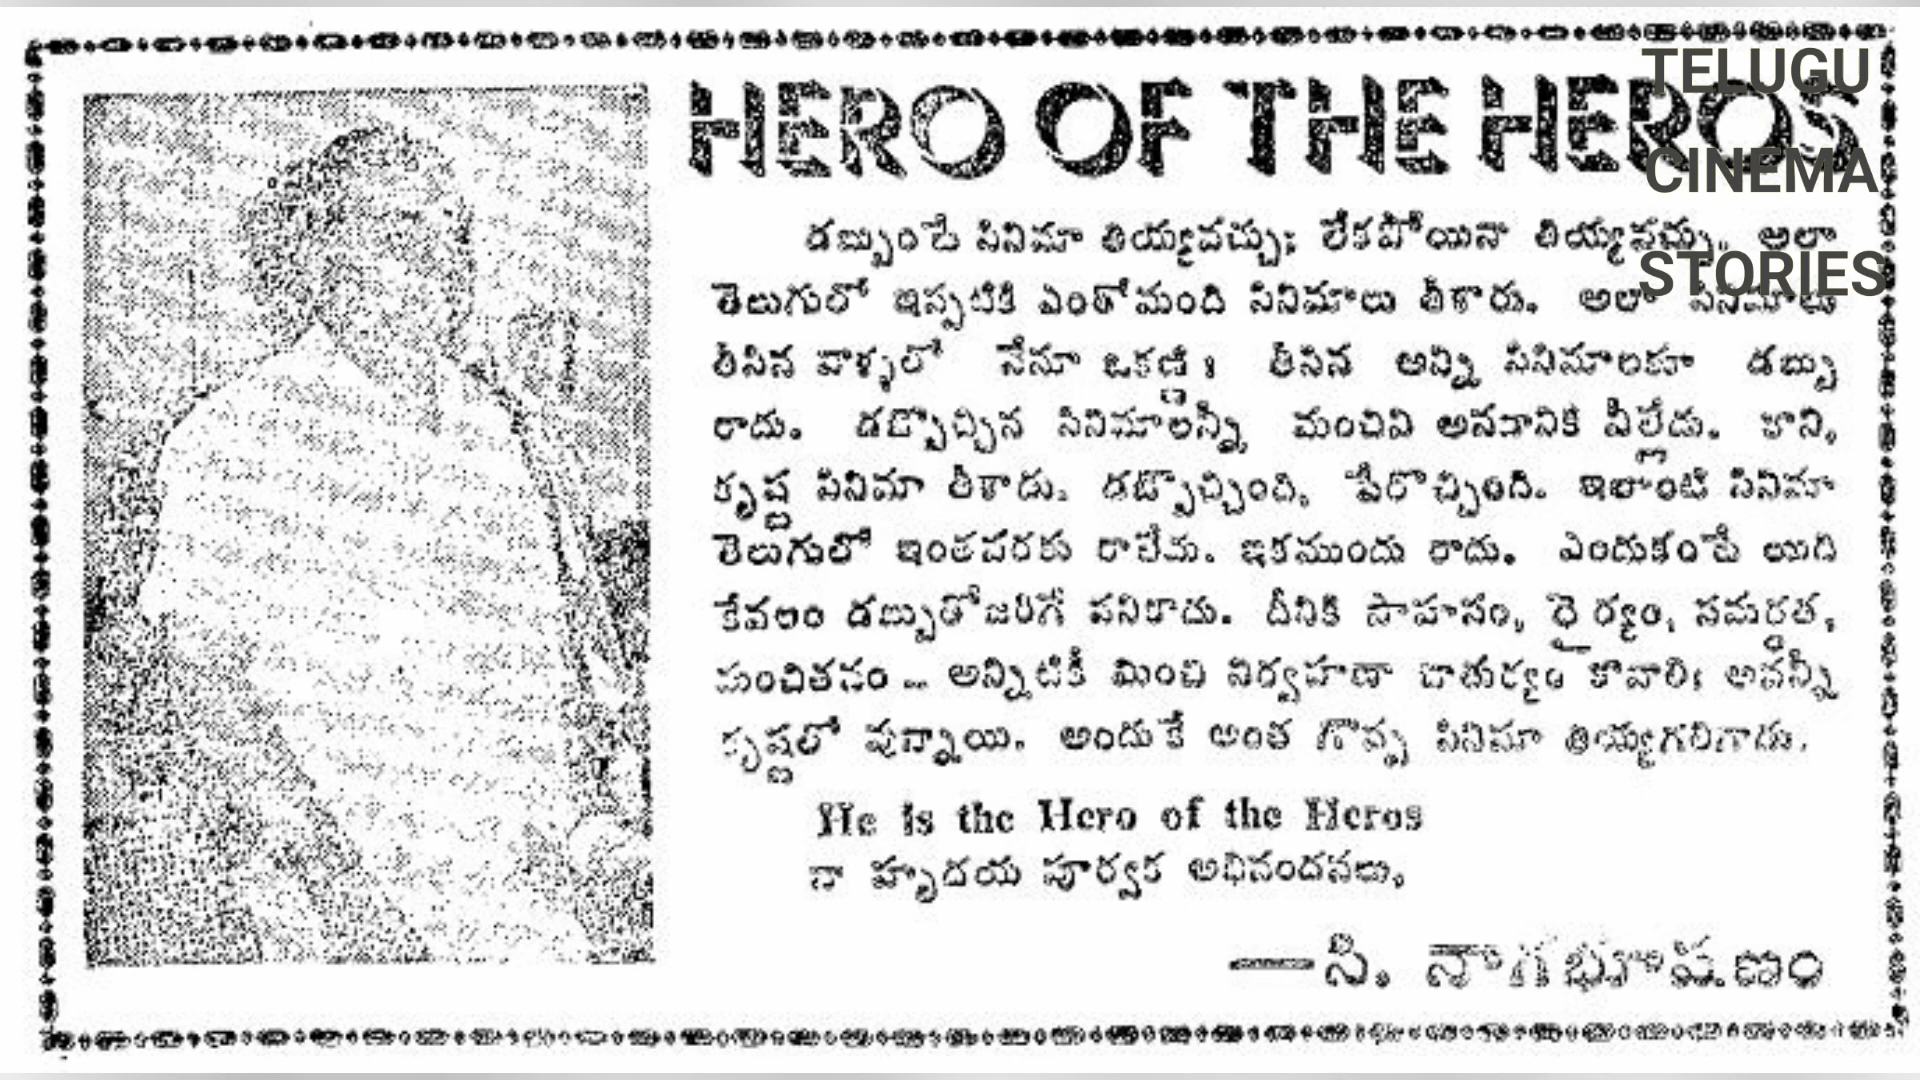 HERO OF THE HEROS
TELUGU
CINEMA
STORIES
డబ్బుంటే సినిమా తియ్యవచ్చు; లేకపోయినా తియ్యవచ్చు. అలా
తెలుగులో ఇప్పటికి ఎంతోమంది సినిమాలు తీశారు. అలా సినిమాలు
తీసిన వాళ్ళలో నేనూ ఒకణ్ణి ! తీసిన అన్ని సినిమాలకూ డబ్బు
రాదు. డబ్బొచ్చిన సినిమాలన్నీ మంచివి అనటానికి వీల్లేదు. కాని,
కృష్ణ సినిమా తీశాడు. డబ్బొచ్చింది, పేరొచ్చింది. ఇలాంటి సినిమా
తెలుగులో ఇంతవరకు రాలేదు. ఇకముందు రాదు. ఎందుకంటే యిది
కేవలం డబ్బుతోజరిగే పనికాదు. దీనికి సాహసం, ధైర్యం, సమర్థత,
మంచితనం ... అన్నిటికీ మించి నిర్వహణా చాతుర్యం కావాలి! అవన్నీ
కృష్ణలో వున్నాయి. అందుకే అంత గొప్ప సినిమా తియ్యగలిగాడు.
He is the Hero of the Heros
నా హృదయ పూర్వక అభినందనలు,
—సి. నాగభూషణం